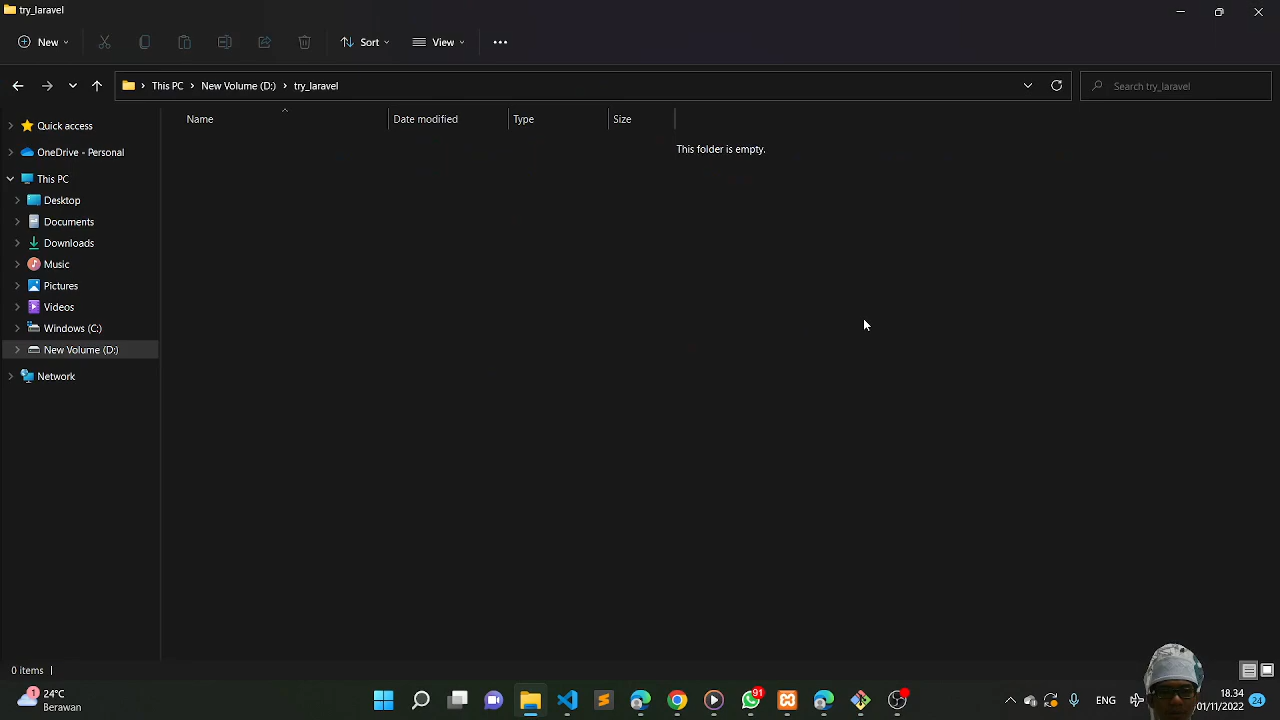 try_laravel
New
Sort
View
This PC
New Volume (D:)
try_laravel
Search try_laravel
Name
Date modified
Type
Size
This folder is empty.
Quick access
OneDrive - Personal
This PC
Desktop
Documents
Downloads
Music
Pictures
Videos
Windows (C:)
New Volume (D:)
Network
0 items
1
24°C
Berawan
91
ENG
18.34
01/11/2022
24